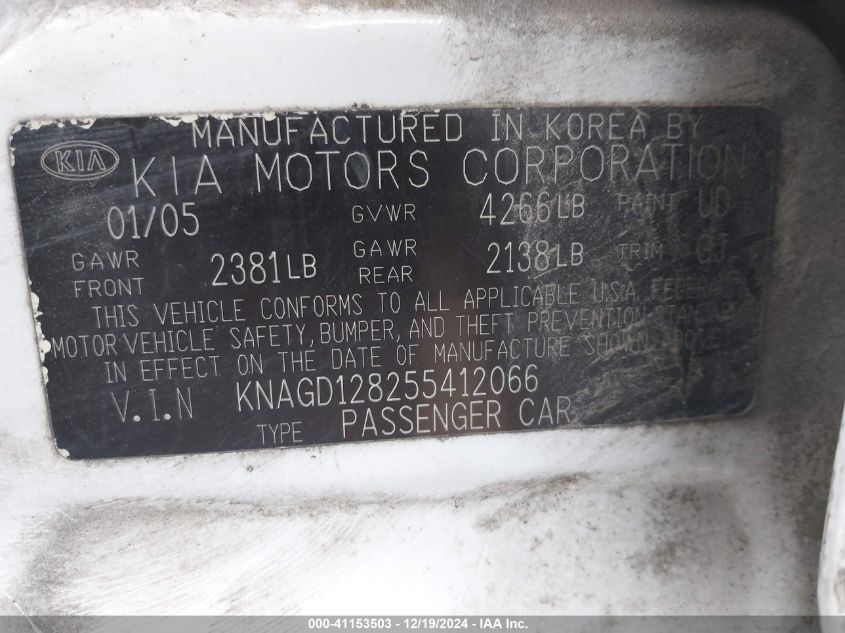 MANUFACTURED IN KOREA BY
KIA
KIA MOTORS CORPORATION
01/05 GVWR 4266LB PAINT UD
GAWR FRONT 2381LB GAWR REAR 2138LB TRIM GJ
THIS VEHICLE CONFORMS TO ALL APPLICABLE U.S.A. FEDERAL
MOTOR VEHICLE SAFETY, BUMPER, AND THEFT PREVENTION STANDARDS
IN EFFECT ON THE DATE OF MANUFACTURE SHOWN ABOVE.
V.I.N KNAGD128255412066
TYPE PASSENGER CAR
000-41153503 - 12/19/2024 - IAA Inc.